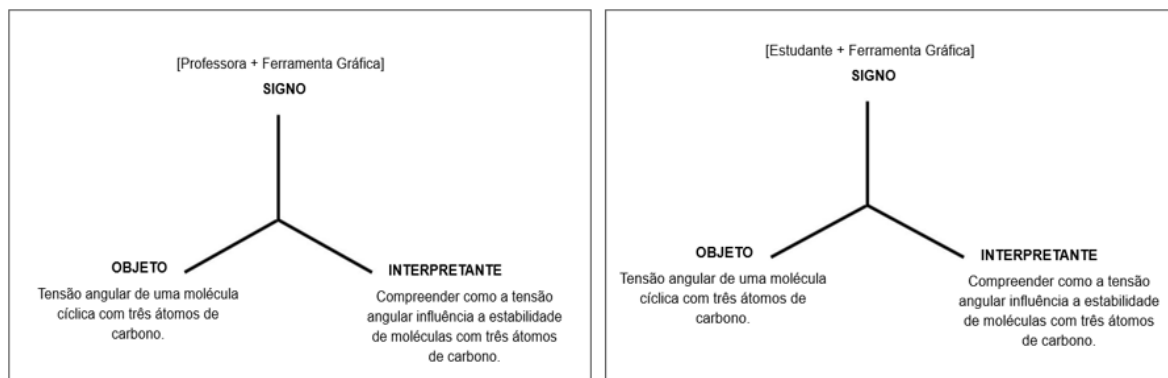 [Professora + Ferramenta Gráfica]
SIGNO
OBJETO
Tensão angular de uma molécula
cíclica com três átomos de
carbono.
INTERPRETANTE
Compreender como a tensão
angular influência a estabilidade
de moléculas com três átomos
de carbono.
[Estudante + Ferramenta Gráfica]
SIGNO
OBJETO
Tensão angular de uma molécula
cíclica com três átomos de
carbono.
INTERPRETANTE
Compreender como a tensão
angular influência a estabilidade
de moléculas com três átomos
de carbono.